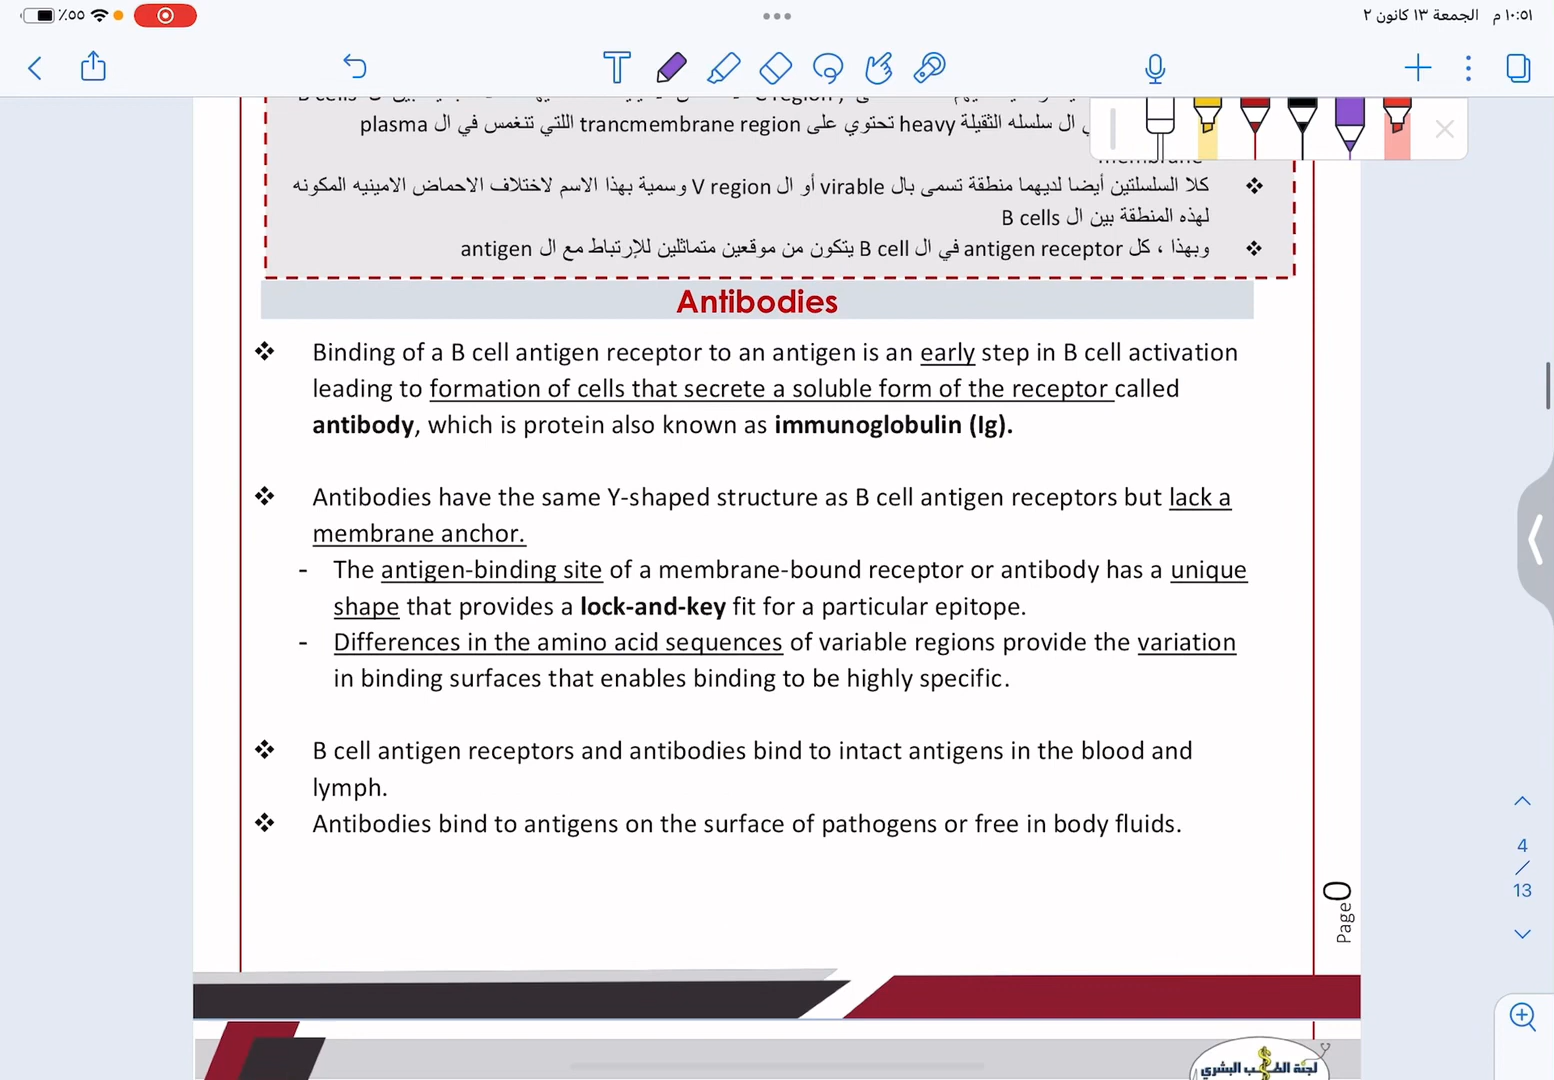 ٪٥٥
١٠:٥١ م الجمعة ١٣ كانون ٢
ي ال سلسله الثقيلة heavy تحتوي على trancmembrane region اللتي تنغمس في ال plasma
membrane
❖ كلا السلسلتين أيضا لديهما منطقة تسمى بال virable أو ال V region وسمية بهذا الاسم لاختلاف الاحماض الامينيه المكونه
لهذه المنطقة بين ال B cells
❖ وبهذا ، كل antigen receptor في ال B cell يتكون من موقعين متماثلين للإرتباط مع ال antigen
Antibodies
❖ Binding of a B cell antigen receptor to an antigen is an early step in B cell activation
leading to formation of cells that secrete a soluble form of the receptor called
antibody, which is protein also known as immunoglobulin (Ig).
❖ Antibodies have the same Y-shaped structure as B cell antigen receptors but lack a
membrane anchor.
- The antigen-binding site of a membrane-bound receptor or antibody has a unique
shape that provides a lock-and-key fit for a particular epitope.
- Differences in the amino acid sequences of variable regions provide the variation
in binding surfaces that enables binding to be highly specific.
❖ B cell antigen receptors and antibodies bind to intact antigens in the blood and
lymph.
❖ Antibodies bind to antigens on the surface of pathogens or free in body fluids.
Page 0
4
/
13
لجنة الطب البشري